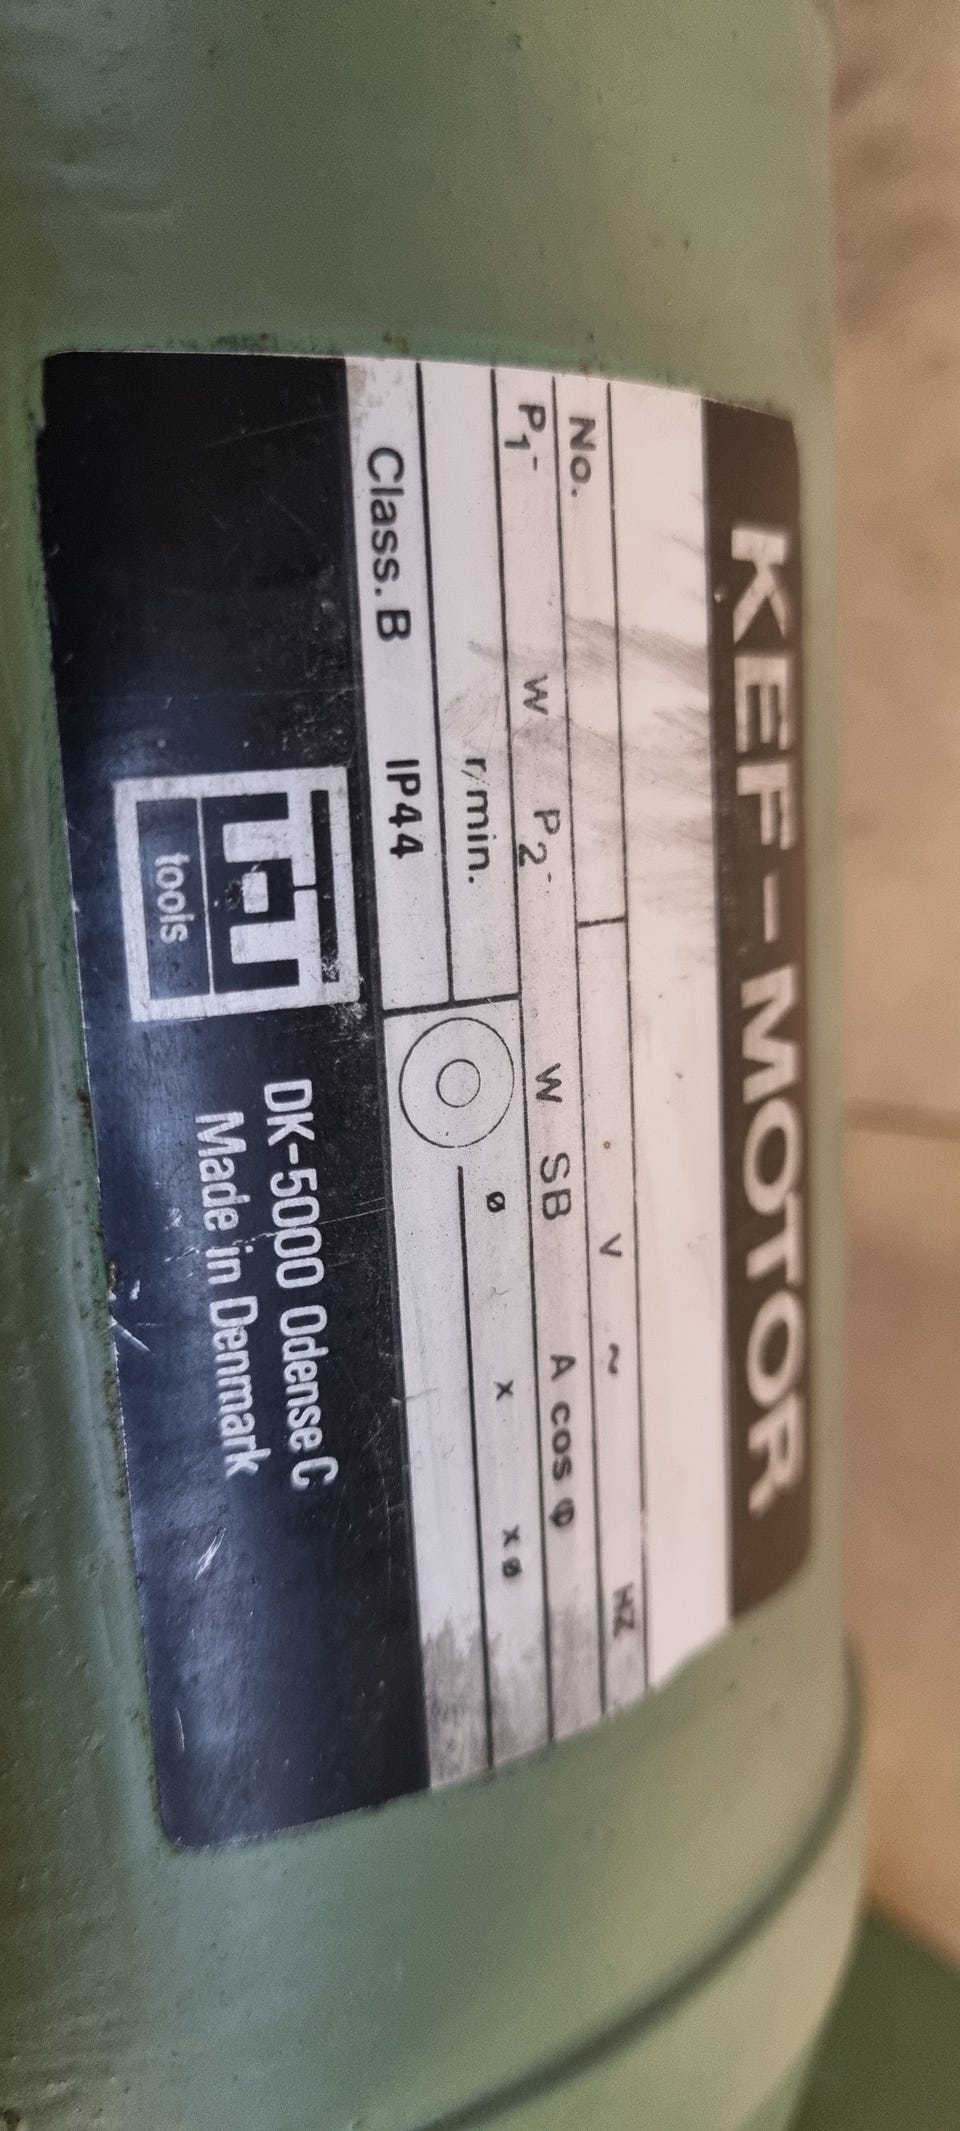 KEF-MOTOR
No. V ~ HZ
P1- W P2- W SB A cos φ
r/min. ø x x ø
Class. B IP44
tools
DK-5000 Odense C
Made in Denmark